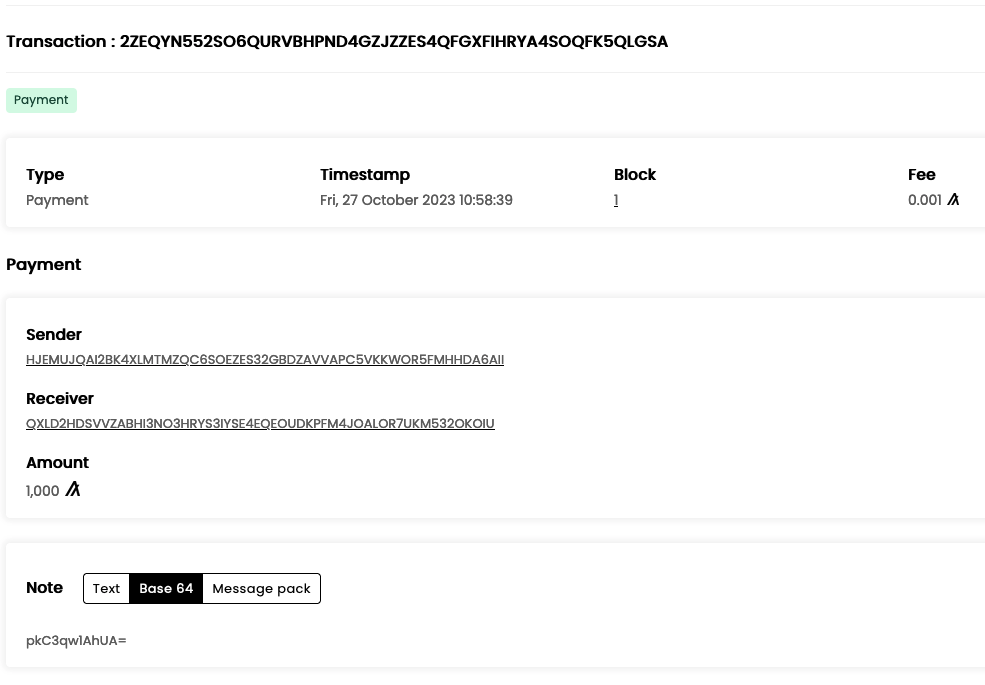 Transaction : 2ZEQYN552SO6QURVBHPND4GZJZZES4QFGXFIHRYA4SOQFK5QLGSA
Payment
Type Timestamp Block Fee
Payment Fri, 27 October 2023 10:58:39 1 0.001
Payment
Sender
HJEMUJQAI2BK4XLMTMZQC6SOEZES32GBDZAVVAPC5VKKWOR5FMHHDA6AII
Receiver
QXLD2HDSVVZABHI3NO3HRYS3IYSE4EQEOUDKPFM4JOALOR7UKM532OKOIU
Amount
1,000
Note Text Base 64 Message pack
pkC3qw1AhUA=